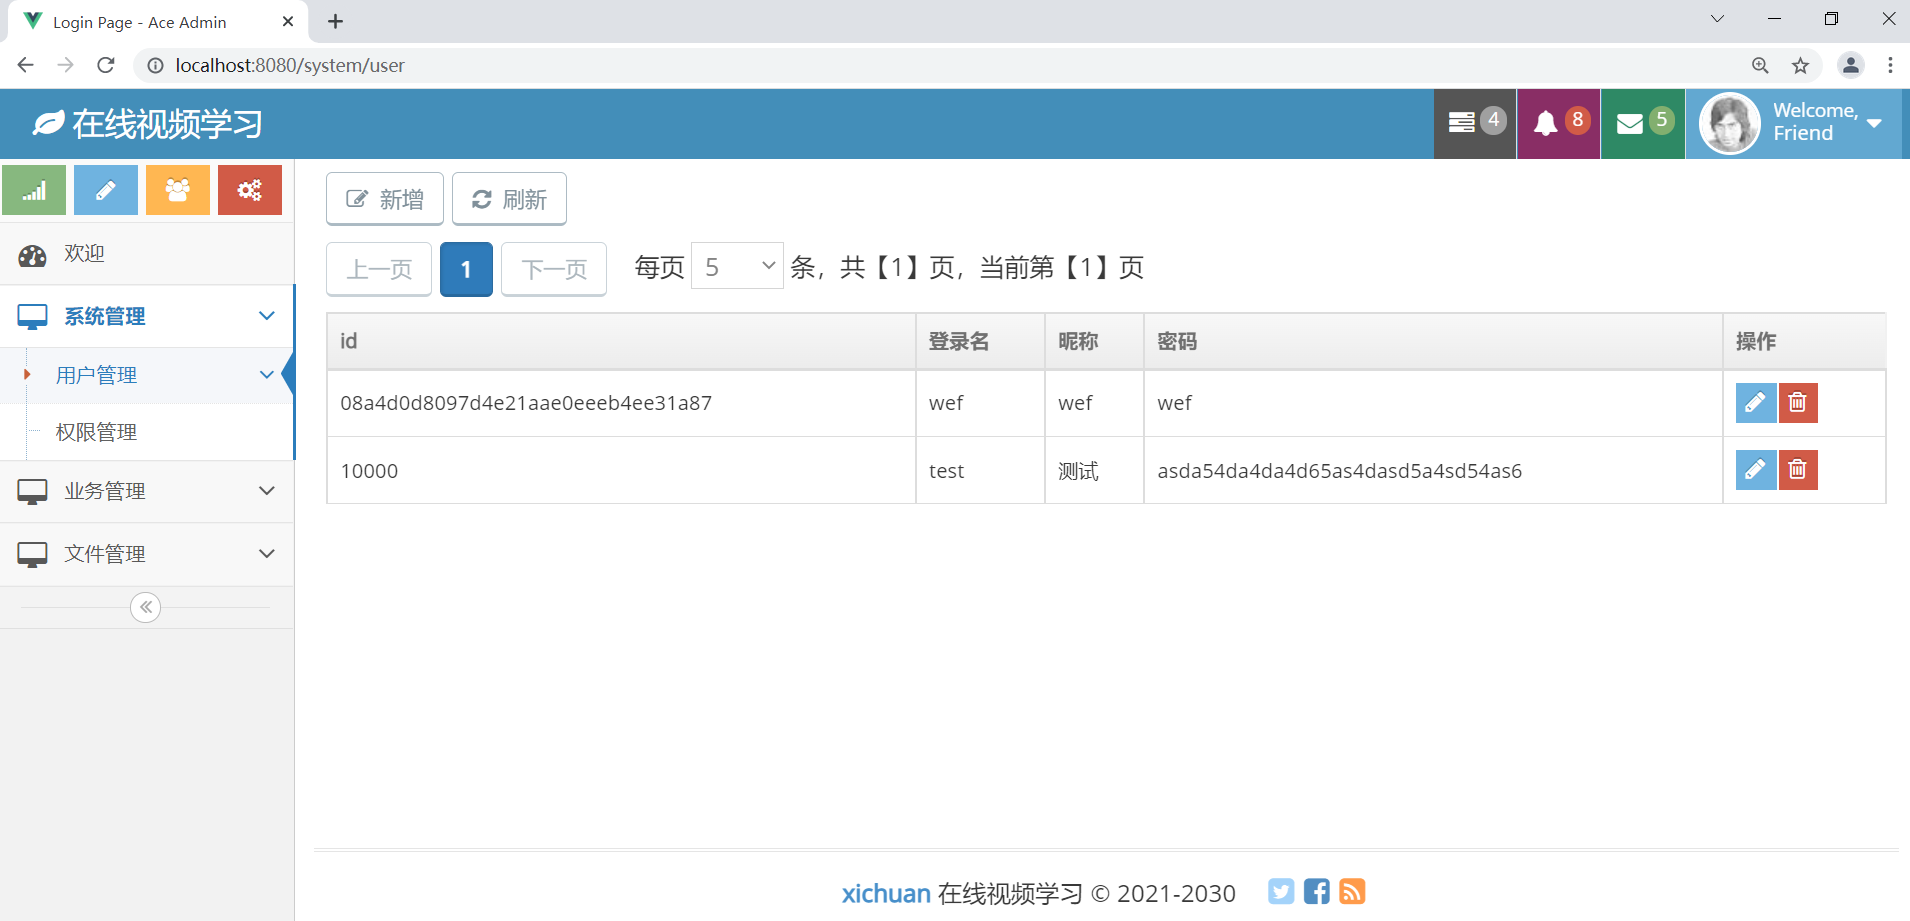 Login Page - Ace Admin
localhost:8080/system/user
在线视频学习
4
8
5
Welcome,
Friend
欢迎
系统管理
用户管理
权限管理
业务管理
文件管理
新增 刷新
上一页 1 下一页 每页 5 条，共【1】页，当前第【1】页
id 登录名 昵称 密码 操作
08a4d0d8097d4e21aae0eeeb4ee31a87 wef wef wef
10000 test 测试 asda54da4da4d65as4dasd5a4sd54as6
xichuan 在线视频学习 © 2021-2030